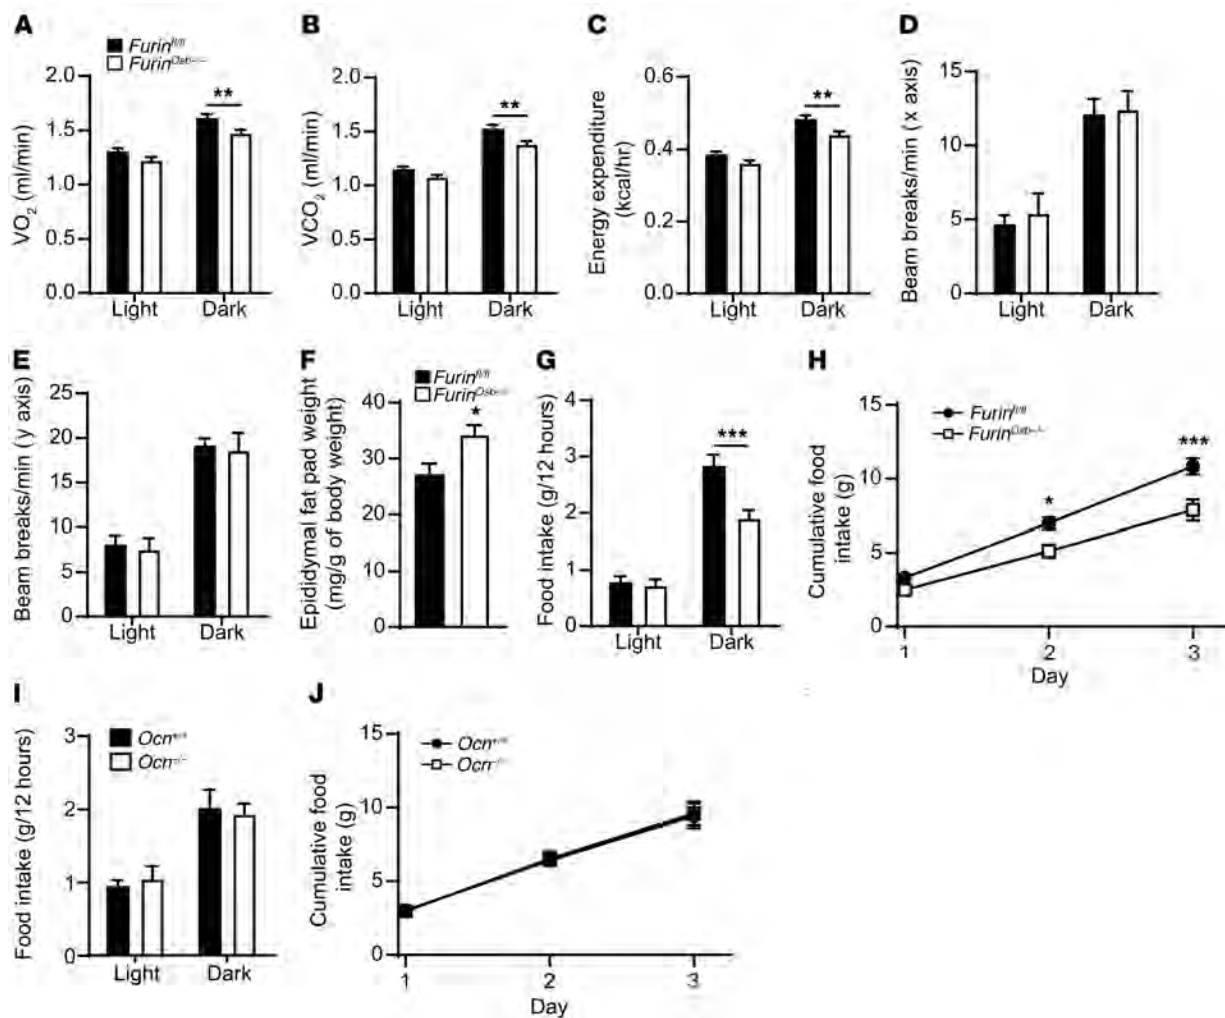 A
Furin^fl/fl
Furin^Osb–/–
VO₂ (ml/min)
2.0
1.5
1.0
0.5
0.0
**
Light
Dark
B
VCO₂ (ml/min)
2.0
1.5
1.0
0.5
0.0
**
Light
Dark
C
Energy expenditure
(kcal/hr)
0.6
0.4
0.2
0.0
**
Light
Dark
D
Beam breaks/min (x axis)
15
10
5
0
Light
Dark
E
Beam breaks/min (y axis)
25
20
15
10
5
0
Light
Dark
F
Furin^fl/fl
Furin^Osb–/–
Epididymal fat pad weight
(mg/g of body weight)
40
30
20
10
0
*
G
Food intake (g/12 hours)
4
3
2
1
0
***
Light
Dark
H
Furin^fl/fl
Furin^Osb–/–
Cumulative food
intake (g)
15
10
5
0
*
***
1
2
3
Day
I
Ocn^+/+
Ocn^–/–
Food intake (g/12 hours)
3
2
1
0
Light
Dark
J
Ocn^+/+
Ocn^–/–
Cumulative food
intake (g)
15
10
5
0
1
2
3
Day